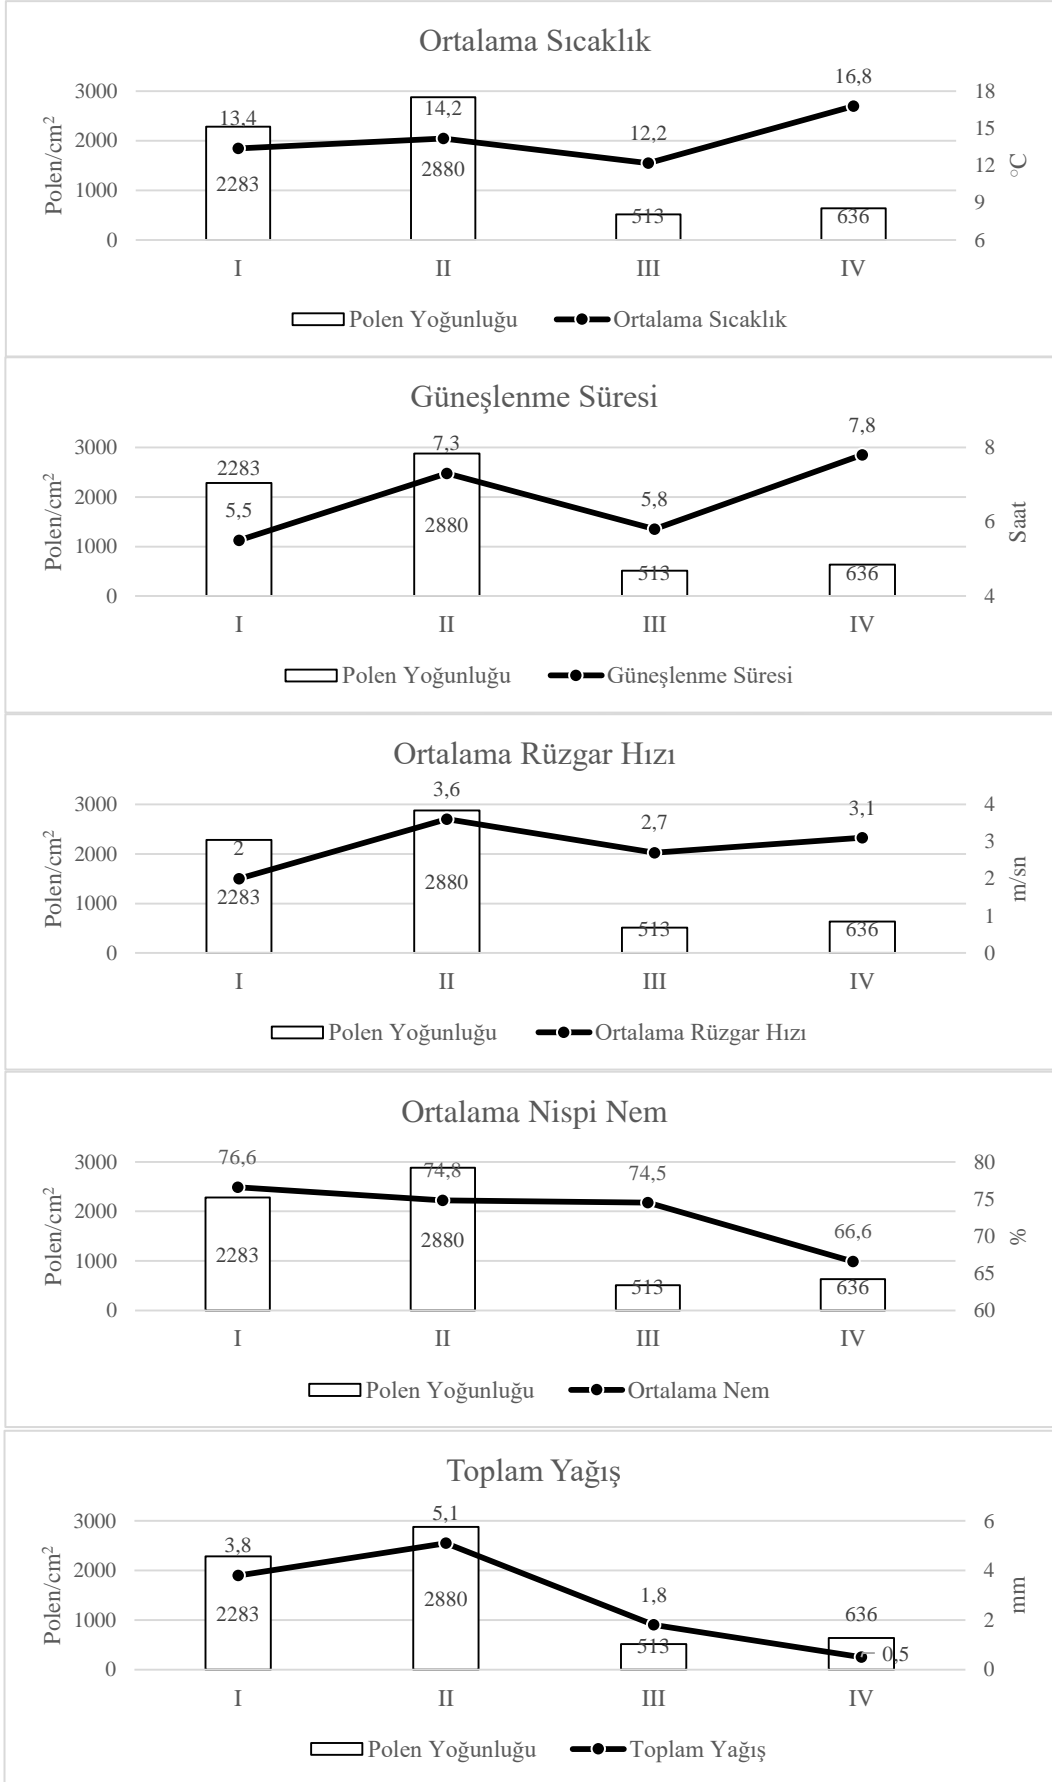 Ortalama Sıcaklık
16,8
3000 18
13,4 14,2 12,2 15
2000
2283 2880 12
1000 9
513 636
0 6
Polen/cm²
°C
I II III IV
Polen Yoğunluğu Ortalama Sıcaklık
Güneşlenme Süresi
7,8
3000 7,3 8
2283
2000 5,5 5,8
2880 6
1000
513 636
0 4
Polen/cm²
Saat
I II III IV
Polen Yoğunluğu Güneşlenme Süresi
Ortalama Rüzgar Hızı
3,6
3000 3,1 4
2,7
2 3
2000
2283 2880 2
1000 1
513 636
0 0
Polen/cm²
m/sn
I II III IV
Polen Yoğunluğu Ortalama Rüzgar Hızı
Ortalama Nispi Nem
76,6
3000 74,8 74,5 80
2000 75
66,6
2283 2880 70
1000 65
513 636
0 60
Polen/cm²
%
I II III IV
Polen Yoğunluğu Ortalama Nem
Toplam Yağış
5,1
3000 6
3,8
2000 4
2283 2880 1,8 636
1000 2
513 0,5
0 0
Polen/cm²
mm
I II III IV
Polen Yoğunluğu Toplam Yağış